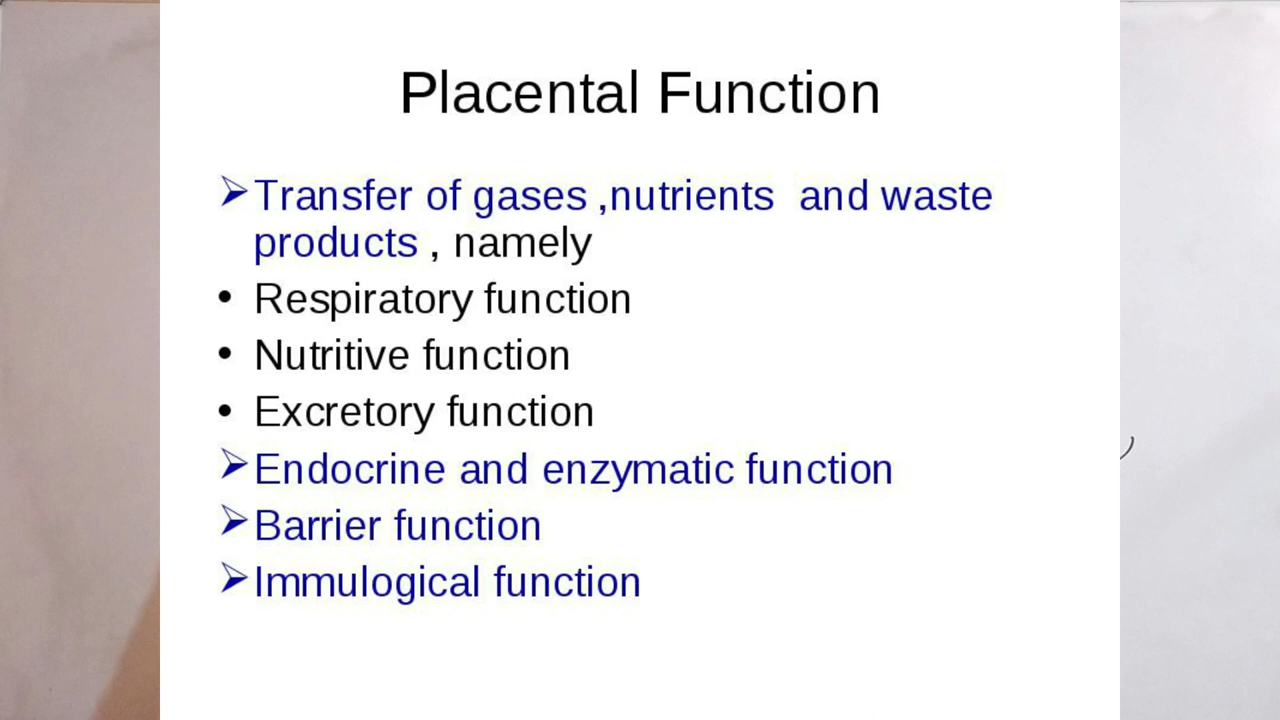 Placental Function
➢Transfer of gases ,nutrients  and waste
products , namely
• Respiratory function
• Nutritive function
• Excretory function
➢Endocrine and enzymatic function
➢Barrier function
➢Immulogical function